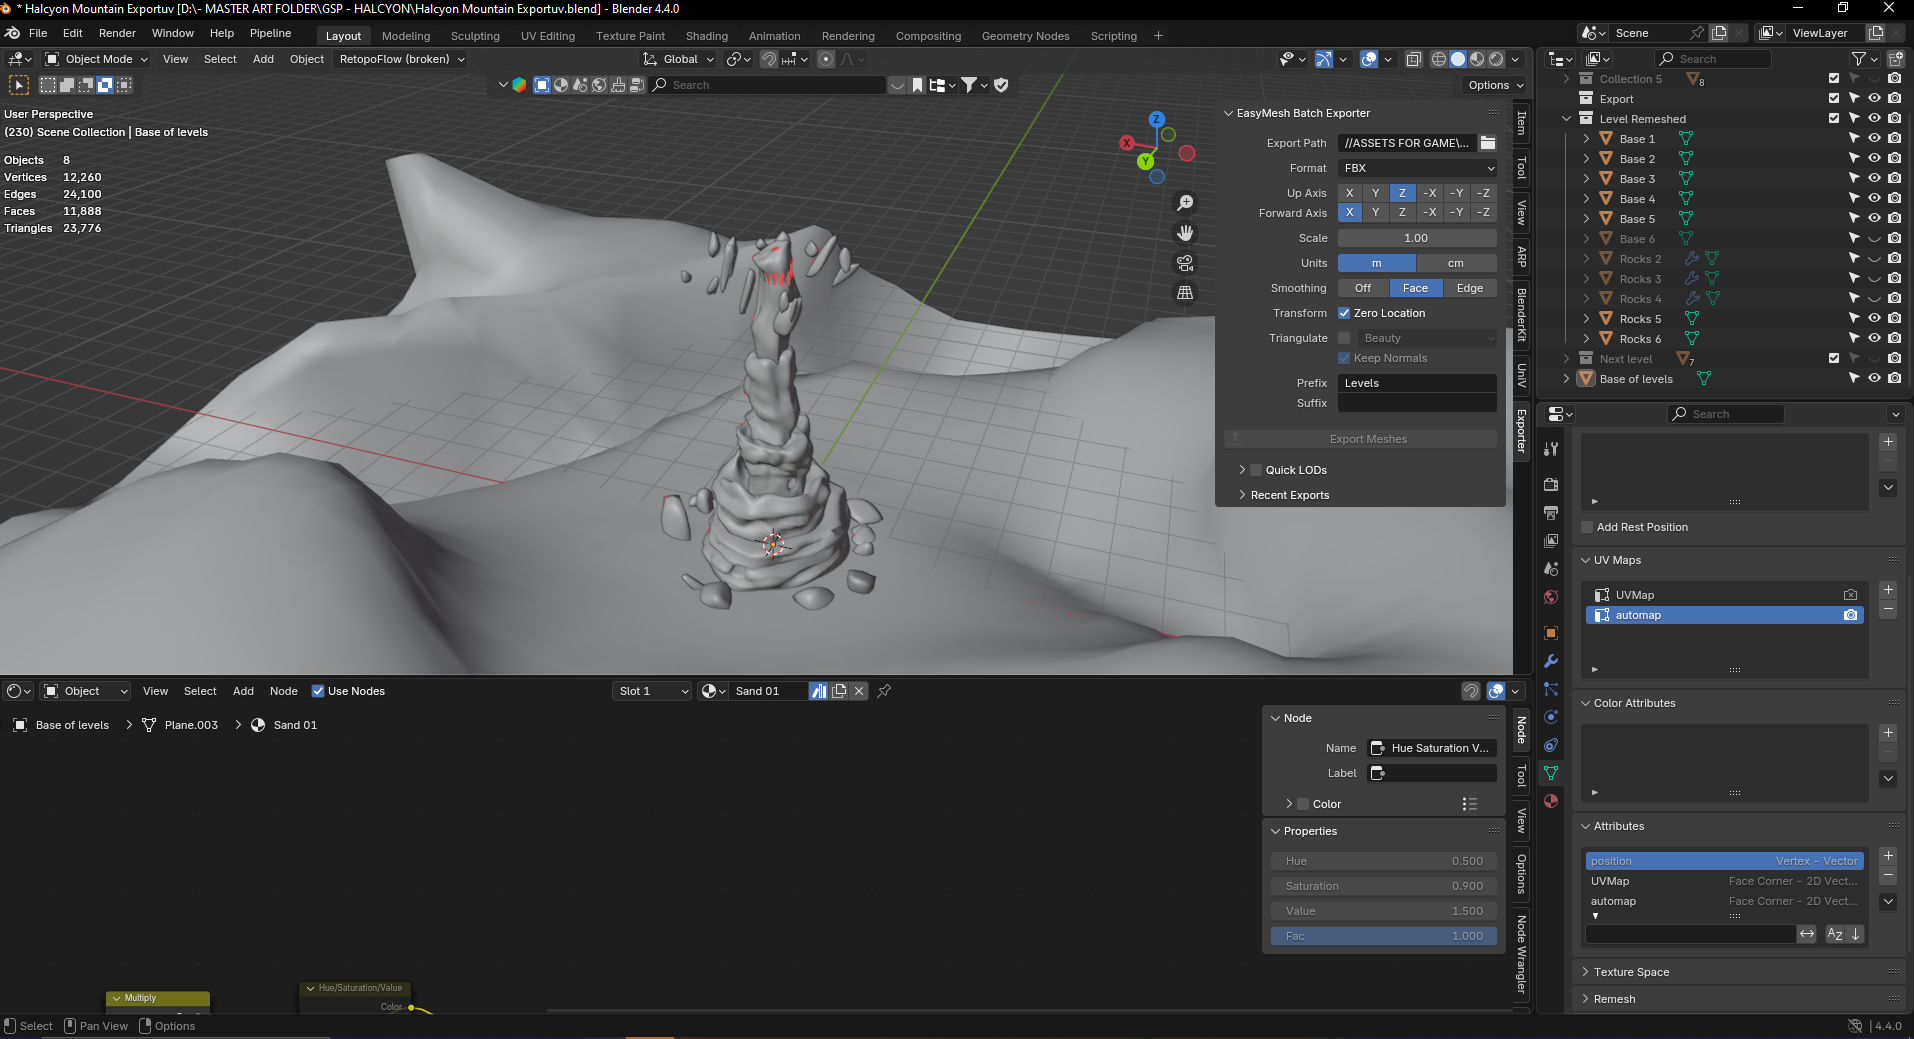 * Halcyon Mountain Exportuv [D:\- MASTER ART FOLDER\GSP - HALCYON\Halcyon Mountain Exportuv.blend] - Blender 4.4.0
File Edit Render Window Help Pipeline
Layout Modeling Sculpting UV Editing Texture Paint Shading Animation Rendering Compositing Geometry Nodes Scripting +
Scene
ViewLayer
Object Mode View Select Add Object RetopoFlow (broken)
Global
Search
Options
User Perspective
(230) Scene Collection | Base of levels
Objects 8
Vertices 12,260
Edges 24,100
Faces 11,888
Triangles 23,776
Z
X
Y
EasyMesh Batch Exporter
Export Path //ASSETS FOR GAME\...
Format FBX
Up Axis X Y Z -X -Y -Z
Forward Axis X Y Z -X -Y -Z
Scale 1.00
Units m cm
Smoothing Off Face Edge
Transform Zero Location
Triangulate Beauty
Keep Normals
Prefix Levels
Suffix
Export Meshes
Quick LODs
Recent Exports
Item
Tool
View
ARP
BlenderKit
UniV
Exporter
Search
Collection 5 8
Export
Level Remeshed
Base 1
Base 2
Base 3
Base 4
Base 5
Base 6
Rocks 2
Rocks 3
Rocks 4
Rocks 5
Rocks 6
Next level 7
Base of levels
Search
Add Rest Position
UV Maps
UVMap
automap
Color Attributes
Attributes
position Vertex - Vector
UVMap Face Corner - 2D Vect...
automap Face Corner - 2D Vect...
AZ
Texture Space
Remesh
Object View Select Add Node Use Nodes
Slot 1
Sand 01
Base of levels > Plane.003 > Sand 01
Node
Name Hue Saturation V...
Label
Color
Properties
Hue 0.500
Saturation 0.900
Value 1.500
Fac 1.000
Node
Tool
View
Options
Node Wrangler
Multiply
Hue/Saturation/Value
Color
Select Pan View Options
4.4.0